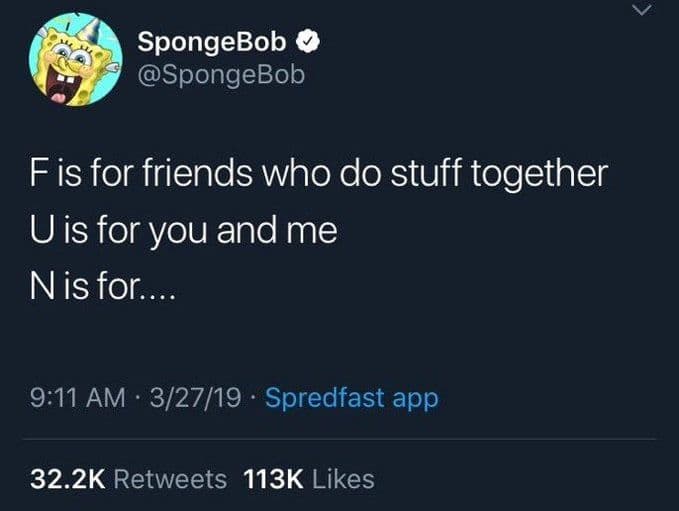 SpongeBob
@SpongeBob
F is for friends who do stuff together
U is for you and me
N is for....
9:11 AM · 3/27/19 · Spredfast app
32.2K Retweets 113K Likes